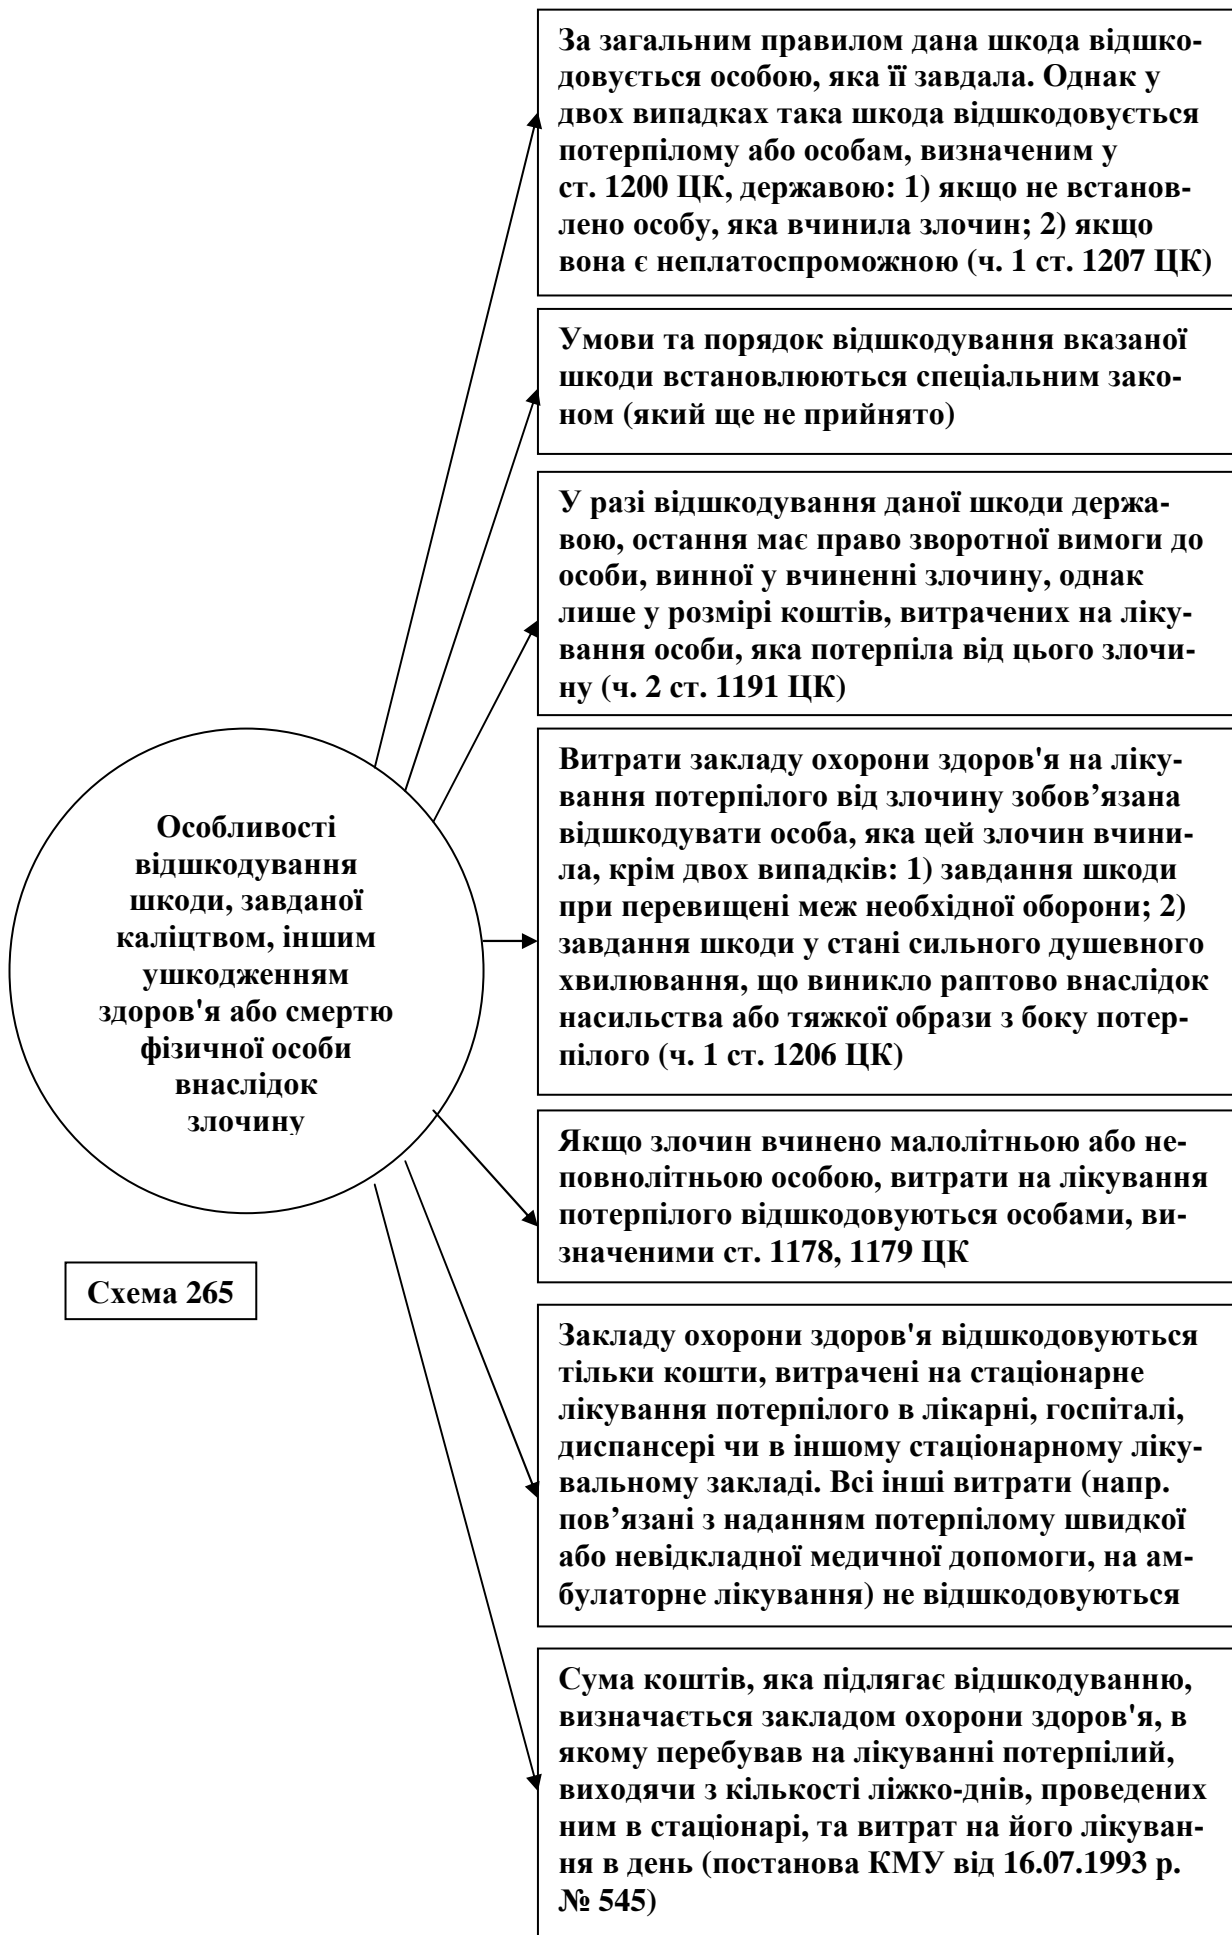 За загальним правилом дана шкода відшко-
довується особою, яка її завдала. Однак у
двох випадках така шкода відшкодовується
потерпілому або особам, визначеним у
ст. 1200 ЦК, державою: 1) якщо не встанов-
лено особу, яка вчинила злочин; 2) якщо
вона є неплатоспроможною (ч. 1 ст. 1207 ЦК)
Умови та порядок відшкодування вказаної
шкоди встановлюються спеціальним зако-
ном (який ще не прийнято)
У разі відшкодування даної шкоди держа-
вою, остання має право зворотної вимоги до
особи, винної у вчиненні злочину, однак
лише у розмірі коштів, витрачених на ліку-
вання особи, яка потерпіла від цього злочи-
ну (ч. 2 ст. 1191 ЦК)
Витрати закладу охорони здоров'я на ліку-
вання потерпілого від злочину зобов’язана
відшкодувати особа, яка цей злочин вчини-
ла, крім двох випадків: 1) завдання шкоди
при перевищені меж необхідної оборони; 2)
завдання шкоди у стані сильного душевного
хвилювання, що виникло раптово внаслідок
насильства або тяжкої образи з боку потер-
пілого (ч. 1 ст. 1206 ЦК)
Особливості
відшкодування
шкоди, завданої
каліцтвом, іншим
ушкодженням
здоров'я або смертю
фізичної особи
внаслідок
злочину
Якщо злочин вчинено малолітньою або не-
повнолітньою особою, витрати на лікування
потерпілого відшкодовуються особами, ви-
значеними ст. 1178, 1179 ЦК
Схема 265
Закладу охорони здоров'я відшкодовуються
тільки кошти, витрачені на стаціонарне
лікування потерпілого в лікарні, госпіталі,
диспансері чи в іншому стаціонарному ліку-
вальному закладі. Всі інші витрати (напр.
пов’язані з наданням потерпілому швидкої
або невідкладної медичної допомоги, на ам-
булаторне лікування) не відшкодовуються
Сума коштів, яка підлягає відшкодуванню,
визначається закладом охорони здоров'я, в
якому перебував на лікуванні потерпілий,
виходячи з кількості ліжко-днів, проведених
ним в стаціонарі, та витрат на його лікуван-
ня в день (постанова КМУ від 16.07.1993 р.
№ 545)